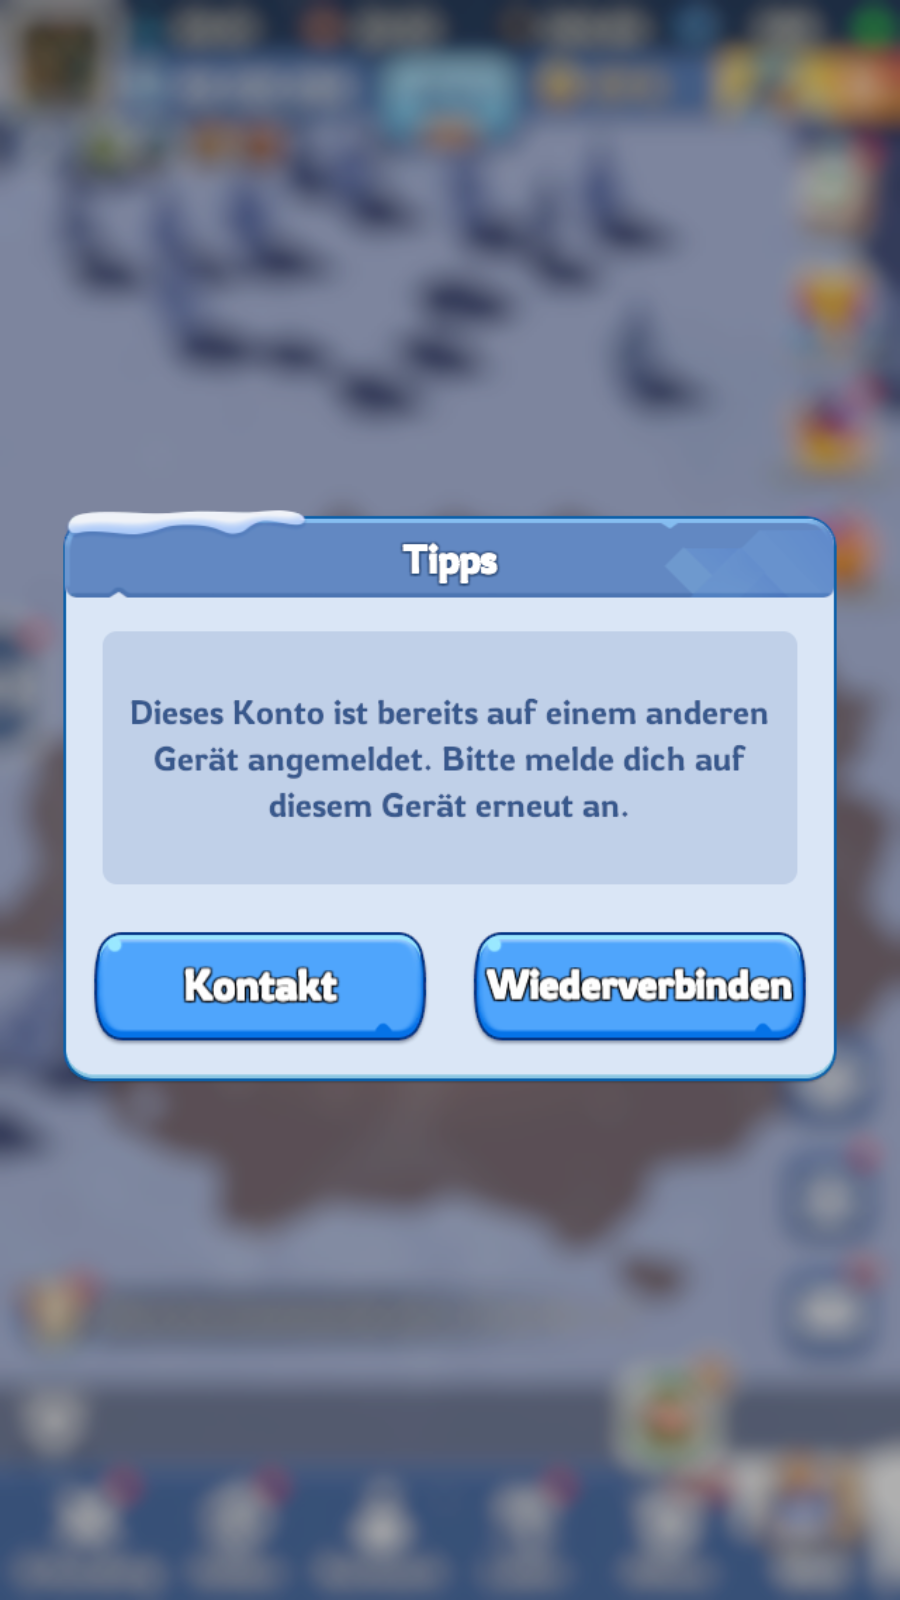 Tipps
Dieses Konto ist bereits auf einem anderen
Gerät angemeldet. Bitte melde dich auf
diesem Gerät erneut an.
Kontakt
Wiederverbinden